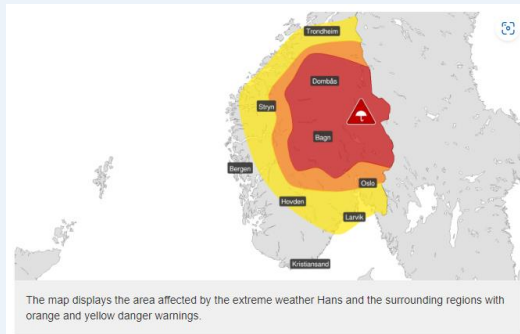 Trondheim
Dombås
Stryn
Bagn
Bergen
Oslo
Hovden
Larvik
Kristiansand
The map displays the area affected by the extreme weather Hans and the surrounding regions with
orange and yellow danger warnings.